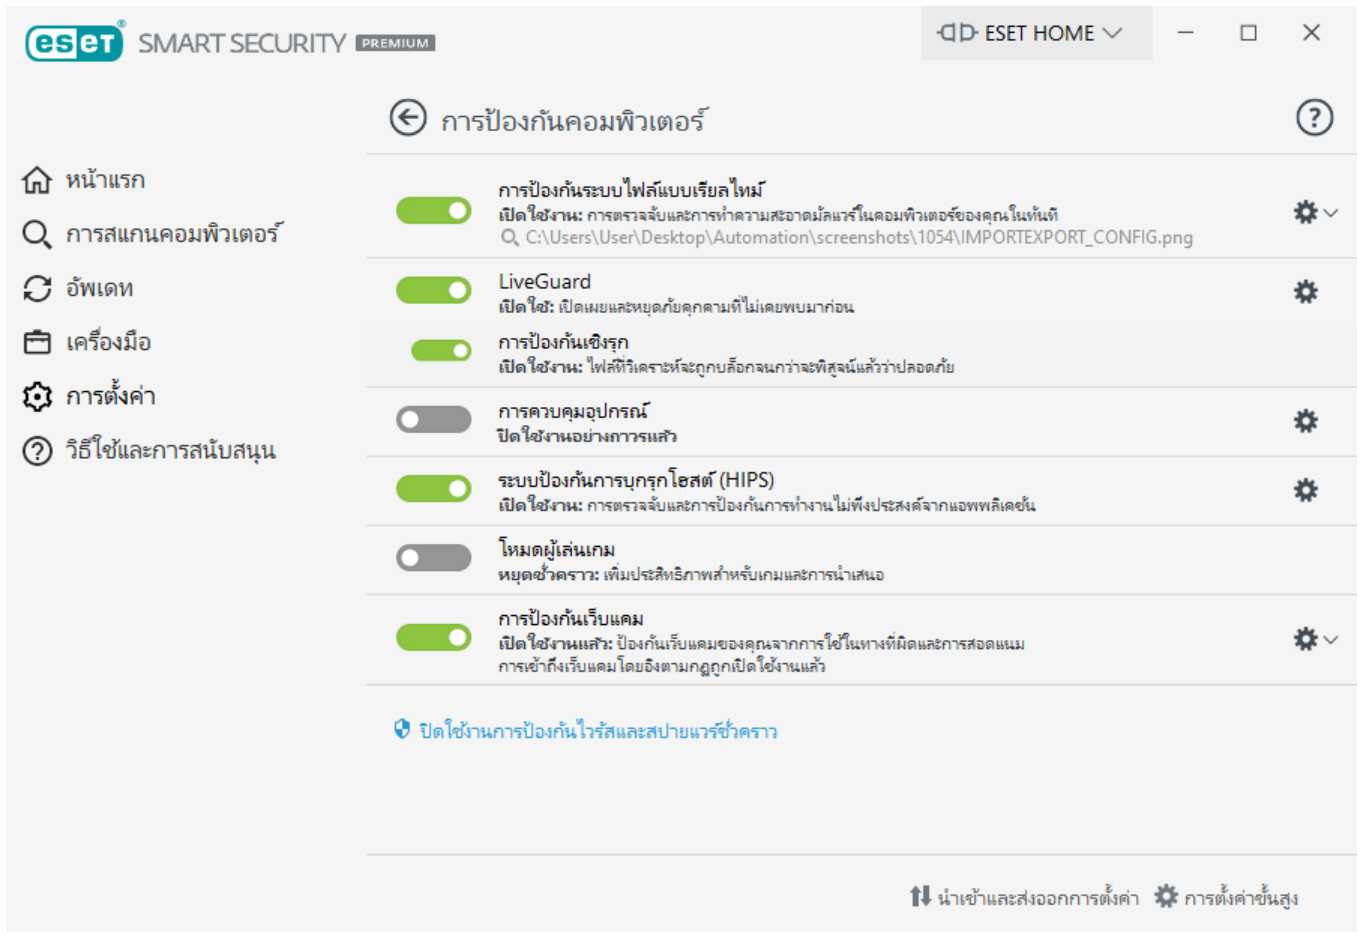 eset® SMART SECURITY PREMIUM
ESET HOME
การป้องกันคอมพิวเตอร์
?
หน้าแรก
การสแกนคอมพิวเตอร์
อัพเดท
เครื่องมือ
การตั้งค่า
วิธีใช้และการสนับสนุน
การป้องกันระบบไฟล์แบบเรียลไทม์
เปิดใช้งาน: การตรวจจับและการทำความสะอาดมัลแวร์ในคอมพิวเตอร์ของคุณในทันที
C:\Users\User\Desktop\Automation\screenshots\1054\IMPORTEXPORT_CONFIG.png
LiveGuard
เปิดใช้: เปิดเผยและหยุดภัยคุกคามที่ไม่เคยพบมาก่อน
การป้องกันเชิงรุก
เปิดใช้งาน: ไฟล์ที่วิเคราะห์จะถูกบล็อกจนกว่าจะพิสูจน์แล้วว่าปลอดภัย
การควบคุมอุปกรณ์
ปิดใช้งานอย่างถาวรแล้ว
ระบบป้องกันการบุกรุกโฮสต์ (HIPS)
เปิดใช้งาน: การตรวจจับและการป้องกันการทำงานไม่พึงประสงค์จากแอพพลิเคชั่น
โหมดผู้เล่นเกม
หยุดชั่วคราว: เพิ่มประสิทธิภาพสำหรับเกมและการนำเสนอ
การป้องกันเว็บแคม
เปิดใช้งานแล้ว: ป้องกันเว็บแคมของคุณจากการใช้ในทางที่ผิดและการสอดแนม
การเข้าถึงเว็บแคมโดยอิงตามกฎถูกเปิดใช้งานแล้ว
ปิดใช้งานการป้องกันไวรัสและสปายแวร์ชั่วคราว
นำเข้าและส่งออกการตั้งค่า
การตั้งค่าขั้นสูง